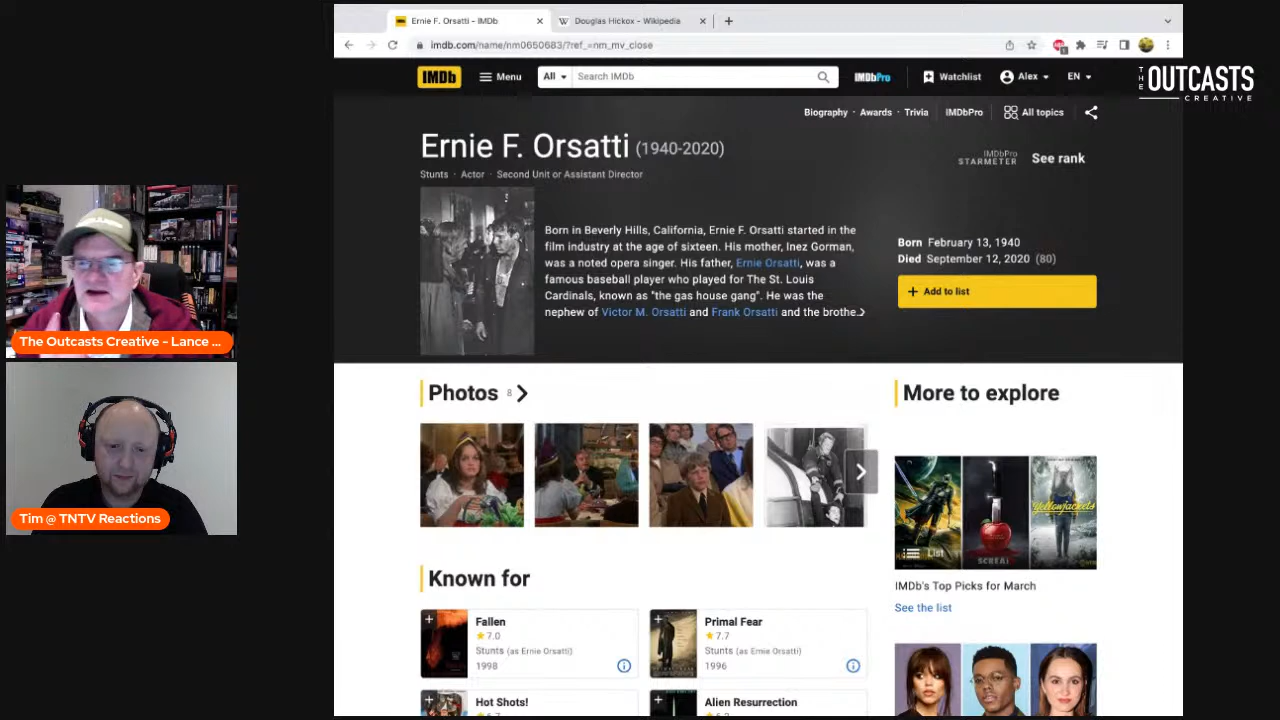 Ernie F. Orsatti - IMDb
Douglas Hickox - Wikipedia
imdb.com/name/nm0650683/?ref_=nm_mv_close
IMDb
Menu
All
Search IMDb
IMDbPro
Watchlist
Alex
EN
THE OUTCASTS
CREATIVE
Biography · Awards · Trivia
IMDbPro
All topics
Ernie F. Orsatti (1940-2020)
IMDbPro
STARMETER
See rank
Stunts · Actor · Second Unit or Assistant Director
Born in Beverly Hills, California, Ernie F. Orsatti started in the
film industry at the age of sixteen. His mother, Inez Gorman,
was a noted opera singer. His father, Ernie Orsatti, was a
famous baseball player who played for The St. Louis
Cardinals, known as "the gas house gang". He was the
nephew of Victor M. Orsatti and Frank Orsatti and the brothe..
Born February 13, 1940
Died September 12, 2020 (80)
+ Add to list
The Outcasts Creative - Lance ...
Tim @ TNTV Reactions
Photos 8
More to explore
Yellowjackets
SCREAM
List
IMDb's Top Picks for March
See the list
Known for
Fallen
7.0
Stunts (as Ernie Orsatti)
1998
Primal Fear
7.7
Stunts (as Ernie Orsatti)
1996
Hot Shots!
6.7
Alien Resurrection